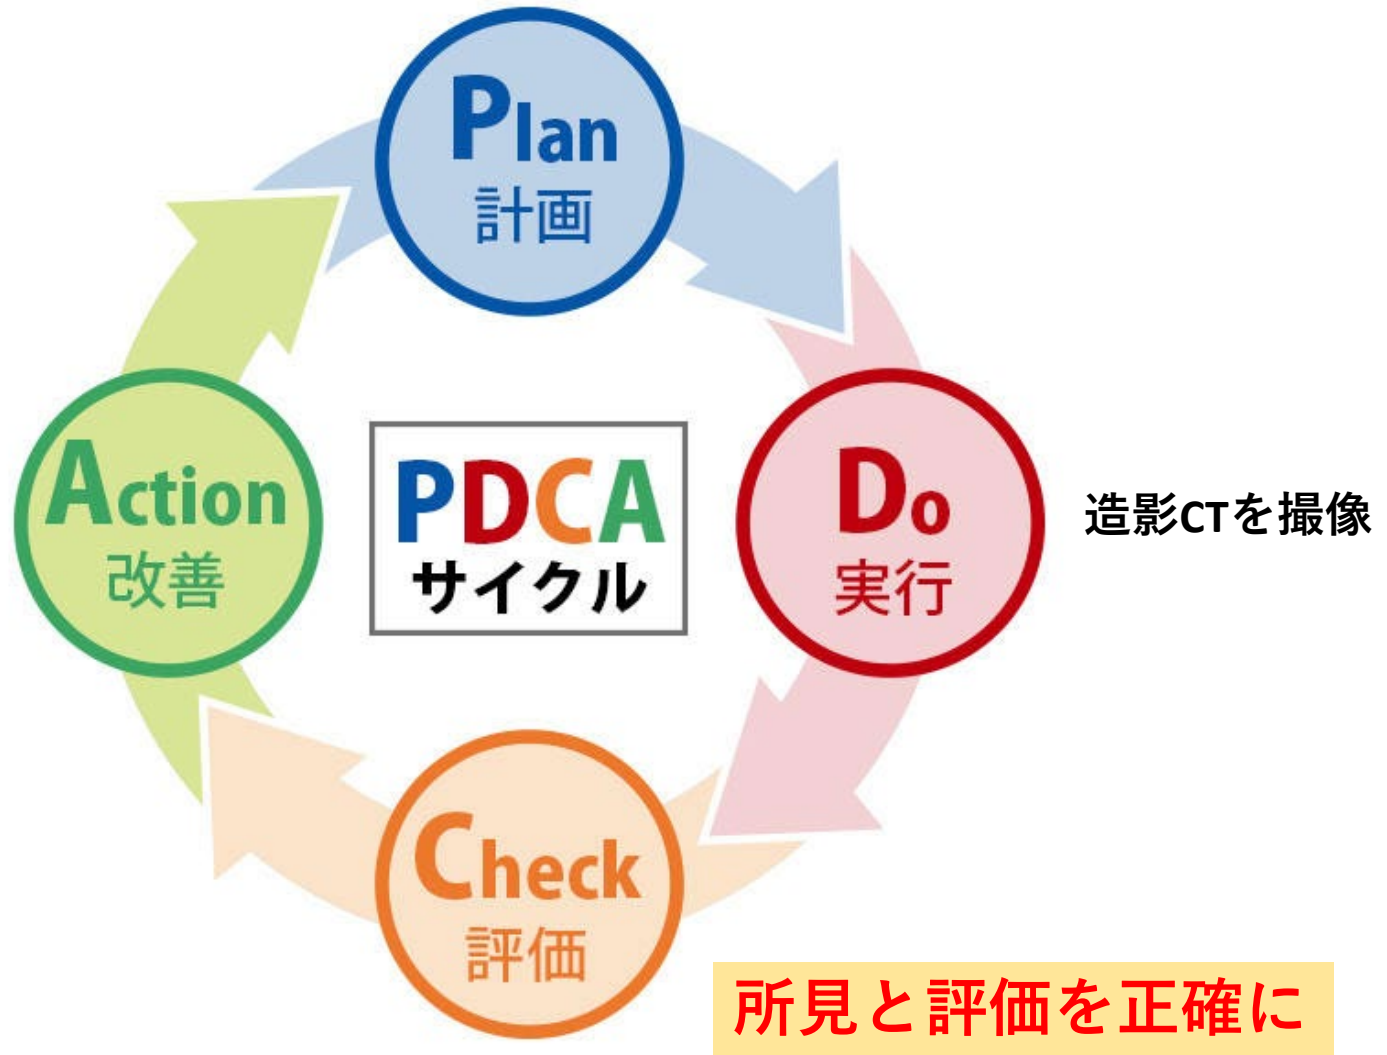 Plan
計画
Do
実行
造影CTを撮像
PDCA
サイクル
Action
改善
Check
評価
所見と評価を正確に